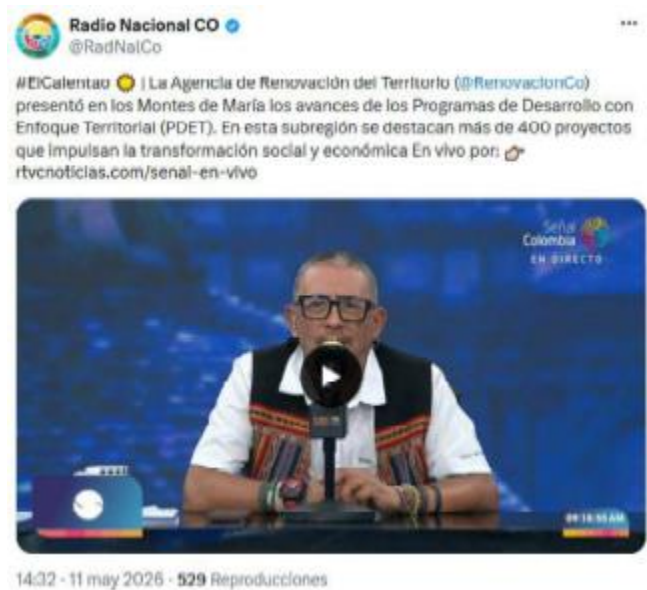 Radio Nacional CO
@RadNalCo
#ElCalentao | La Agencia de Renovación del Territorio (@RenovacionCo)
presentó en los Montes de María los avances de los Programas de Desarrollo con
Enfoque Territorial (PDET). En esta subregión se destacan más de 400 proyectos
que impulsan la transformación social y económica En vivo por:
rtvcnoticias.com/senal-en-vivo
Señal
Colombia
EN DIRECTO
14:32 · 11 may 2026 · 529 Reproducciones